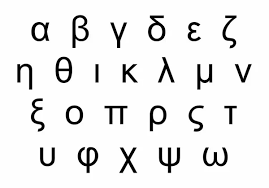 α β γ δ ε ζ
η θ ι κ λ μ ν
ξ ο π ρ ς τ
υ φ χ ψ ω